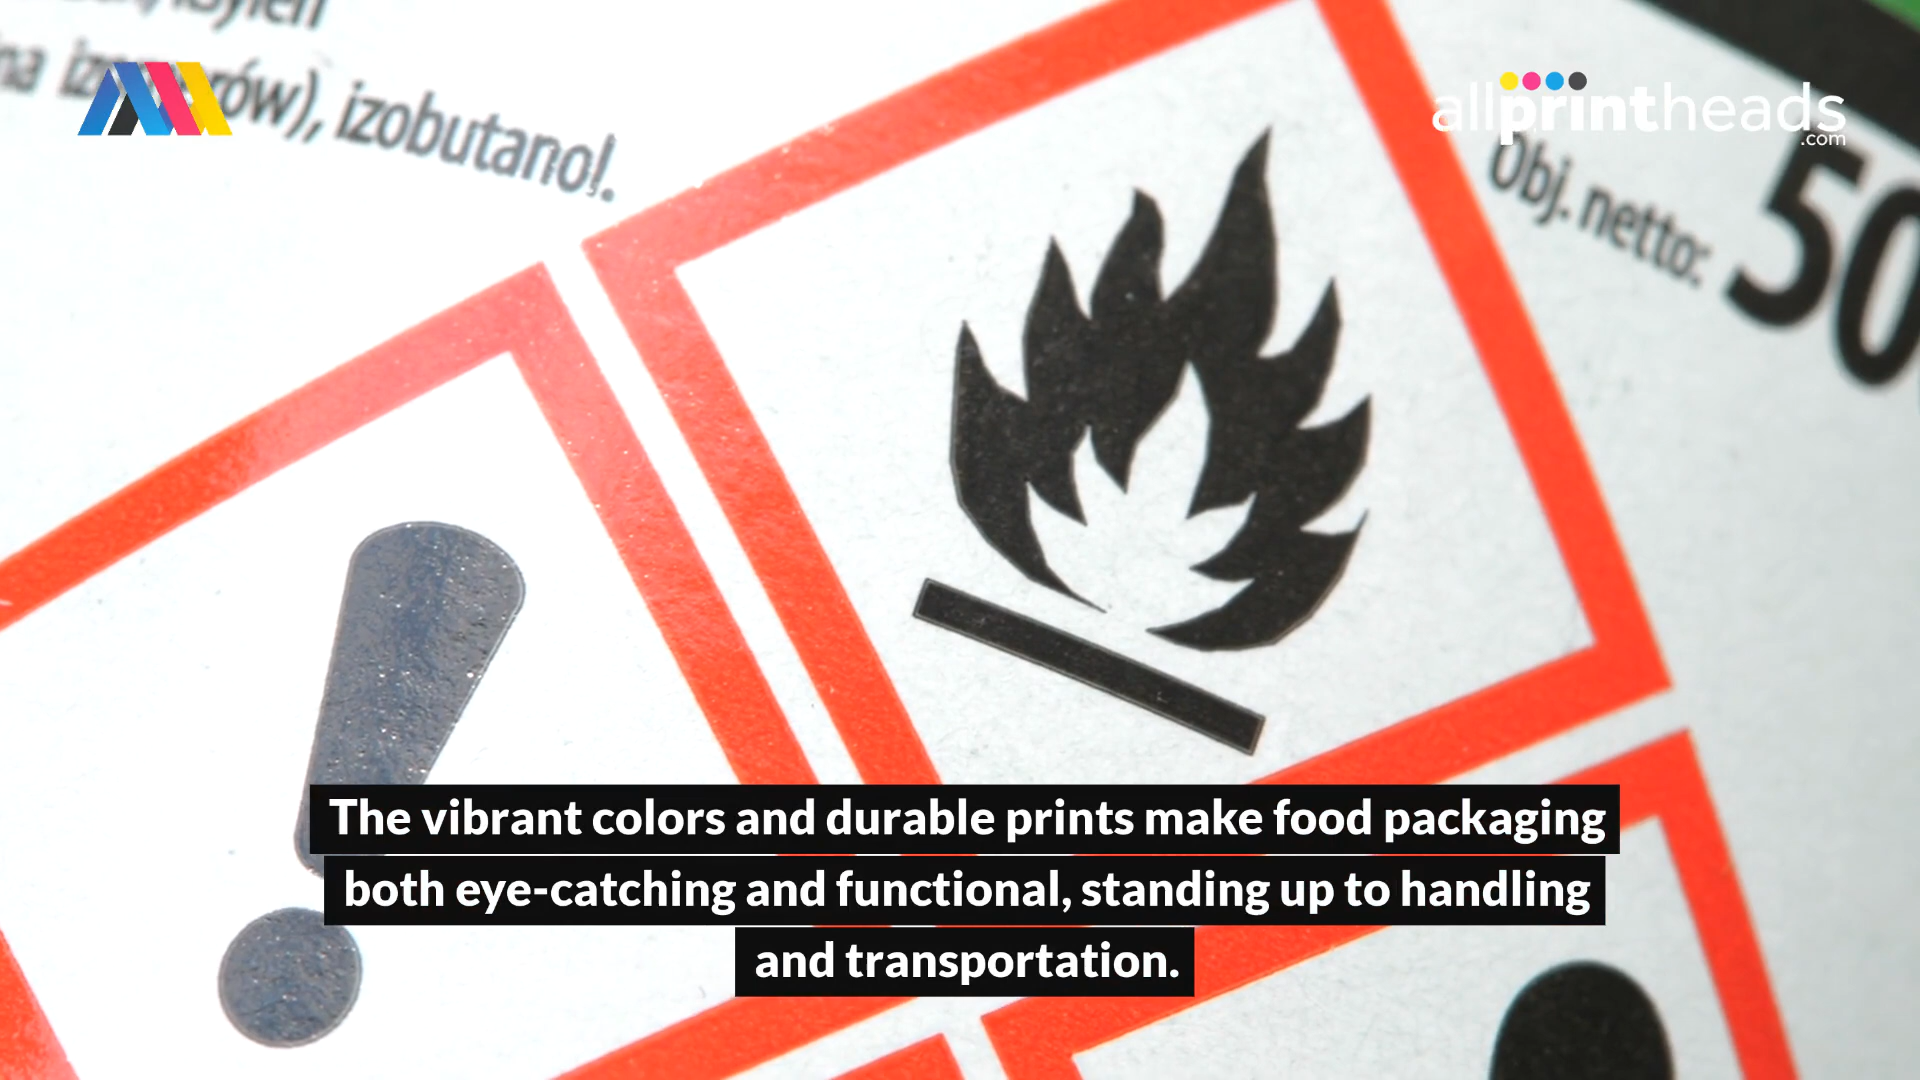 izobutanol.
allprintheads
.com
Obj. netto: 50
The vibrant colors and durable prints make food packaging
both eye-catching and functional, standing up to handling
and transportation.